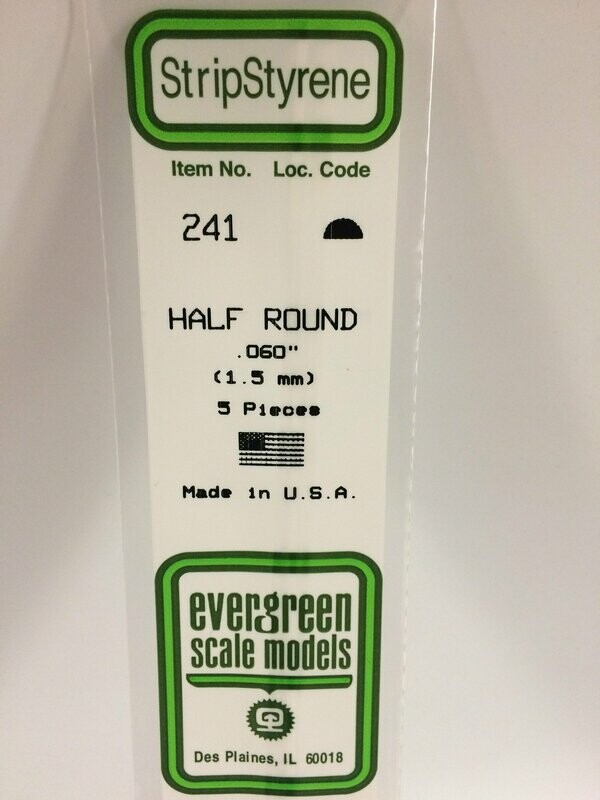 StripStyrene
Item No. Loc. Code
241
HALF ROUND
.060"
(1.5 mm)
5 Pieces
Made in U.S.A.
evergreen
scale models
Des Plaines, IL 60018